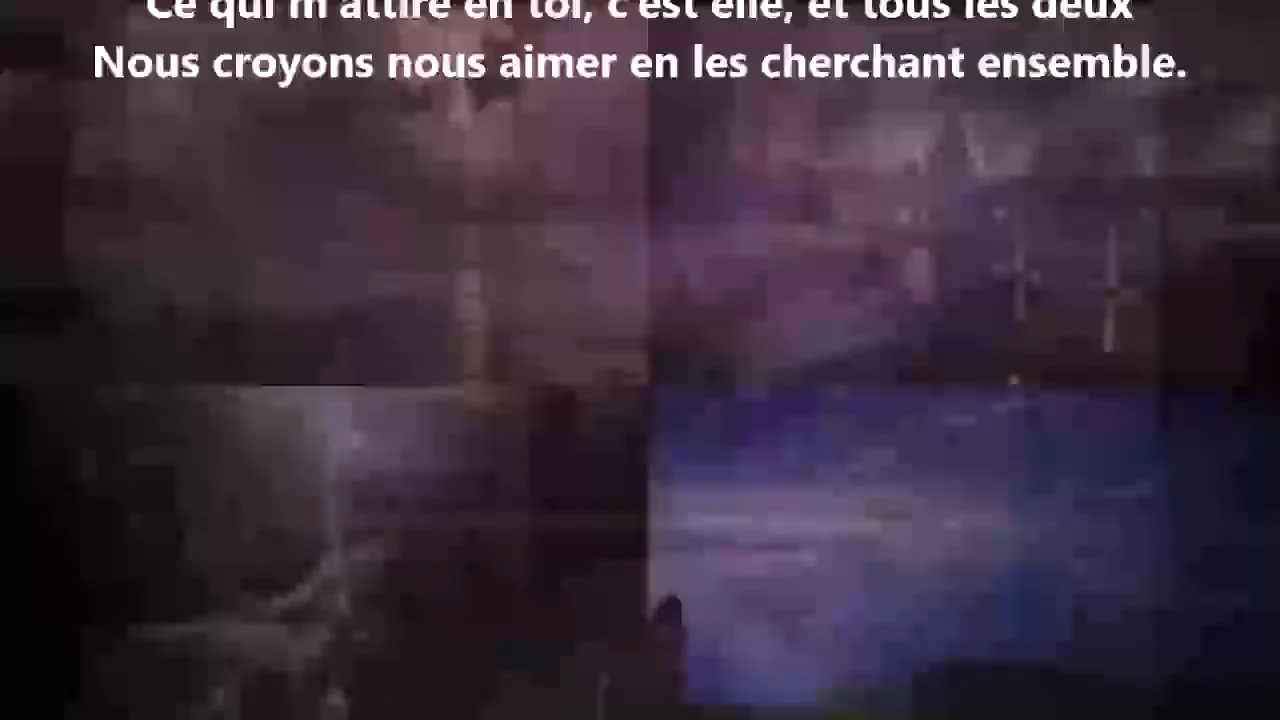 Ce qui m'attire en toi, c'est elle, et tous les deux
Nous croyons nous aimer en les cherchant ensemble.